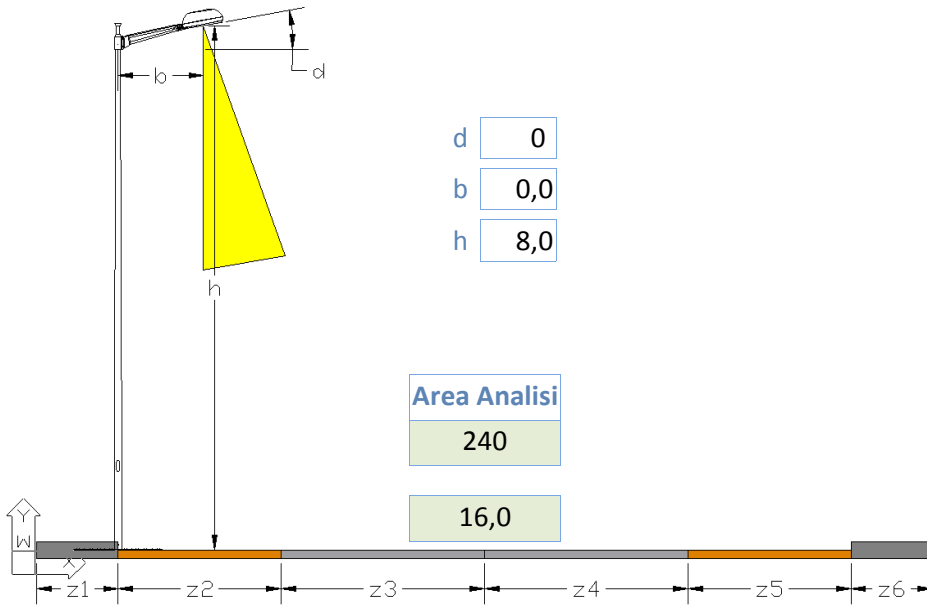 b
d
d 0
b 0,0
h 8,0
h
Area Analisi
240
16,0
Y
W
X
z1 z2 z3 z4 z5 z6